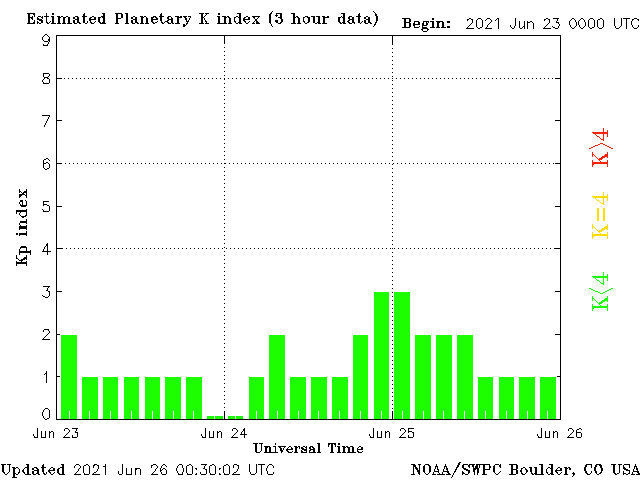 Estimated Planetary K index (3 hour data)
Begin: 2021 Jun 23 0000 UTC
9
8
7
6
5
4
3
2
1
0
Kp index
K>4
K=4
K<4
Jun 23
Jun 24
Jun 25
Jun 26
Universal Time
Updated 2021 Jun 26 00:30:02 UTC
NOAA/SWPC Boulder, CO USA